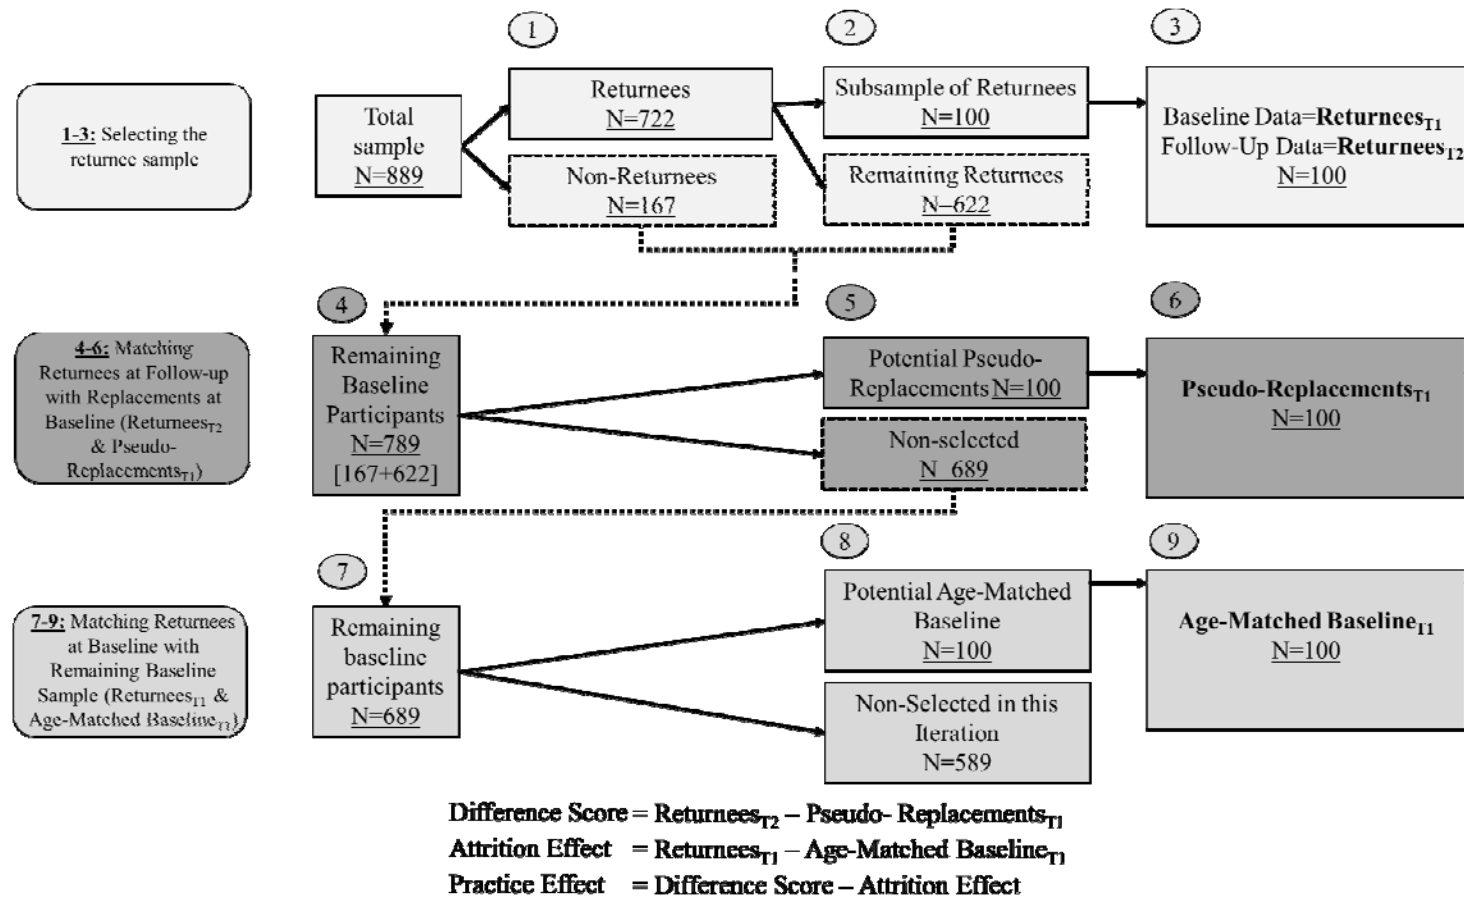 1
2
3
1-3: Selecting the
returnee sample
Total
sample
N=889
Returnees
N=722
Non-Returnees
N=167
Subsample of Returnees
N=100
Remaining Returnees
N–622
Baseline Data=ReturneesT1
Follow-Up Data=ReturneesT2
N=100
4
5
6
4-6: Matching
Returnees at Follow-up
with Replacements at
Baseline (ReturneesT2
& Pseudo-
ReplacementsT1)
Remaining
Baseline
Participants
N=789
[167+622]
Potential Pseudo-
Replacements N=100
Non-selected
N 689
Pseudo-ReplacementsT1
N=100
7
8
9
7-9: Matching Returnees
at Baseline with
Remaining Baseline
Sample (ReturneesT1 &
Age-Matched BaselineT1)
Remaining
baseline
participants
N=689
Potential Age-Matched
Baseline
N=100
Non-Selected in this
Iteration
N=589
Age-Matched BaselineT1
N=100
Difference Score = ReturneesT2 – Pseudo- ReplacementsT1
Attrition Effect = ReturneesT1 – Age-Matched BaselineT1
Practice Effect = Difference Score – Attrition Effect